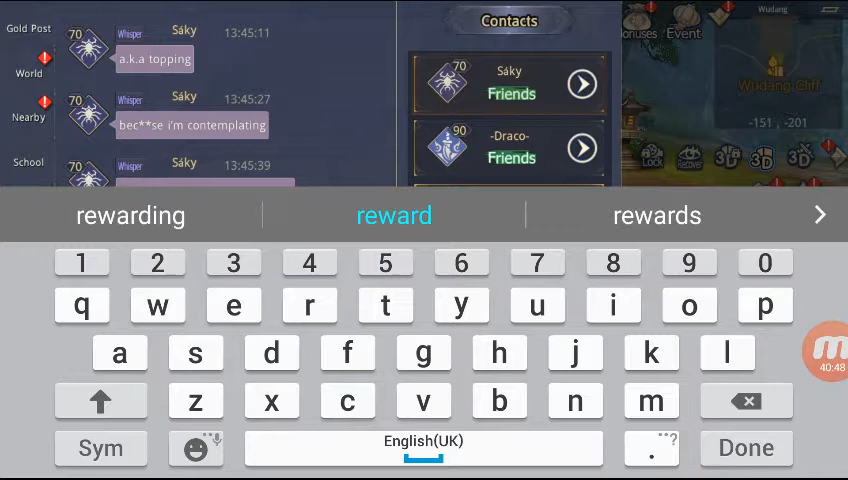 Gold Post
World
Nearby
School
70
Whisper
Sáky
13:45:11
a.k.a topping
70
Whisper
Sáky
13:45:27
bec**se i'm contemplating
70
Whisper
Sáky
13:45:39
Contacts
70
Sáky
Friends
90
-Draco-
Friends
onuses
Event
Wudang
Wudang Cliff
-151 , -201
Lock
Recover
3D
3D
3D
rewarding
reward
rewards
1 2 3 4 5 6 7 8 9 0
q w e r t y u i o p
a s d f g h j k l
z x c v b n m
Sym
English(UK)
. ...?
Done
40:48